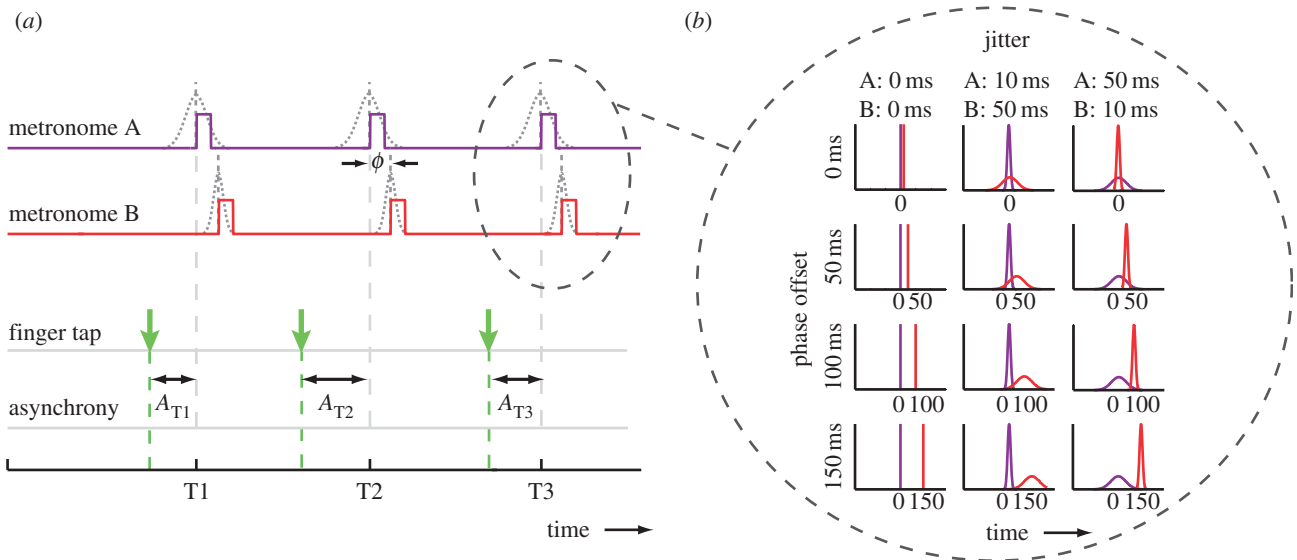 (a)
metronome A
ϕ
metronome B
finger tap
asynchrony
A_T1
A_T2
A_T3
T1
T2
T3
time
(b)
jitter
A: 0 ms
B: 0 ms
A: 10 ms
B: 50 ms
A: 50 ms
B: 10 ms
phase offset
0 ms
0
0
0
50 ms
0 50
0 50
0 50
100 ms
0 100
0 100
0 100
150 ms
0 150
0 150
0 150
time